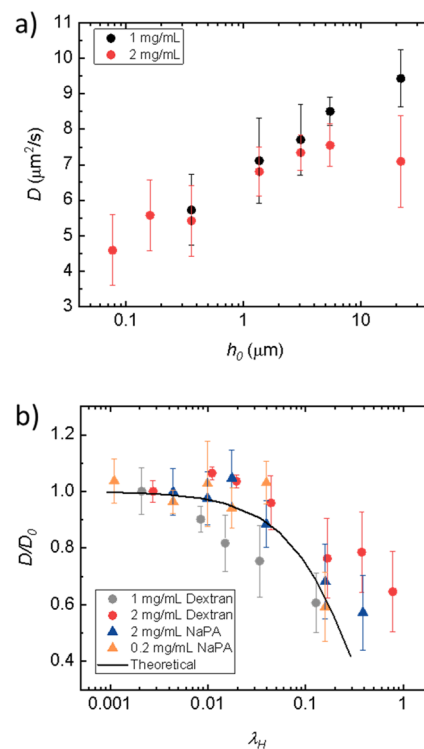 a)
11
10
9
8
7
6
5
4
3
D (μm²/s)
1 mg/mL
2 mg/mL
0.1
1
10
h₀ (μm)
b)
1.2
1.0
0.8
0.6
0.4
D/D₀
1 mg/mL Dextran
2 mg/mL Dextran
2 mg/mL NaPA
0.2 mg/mL NaPA
Theoretical
0.001
0.01
0.1
1
λH